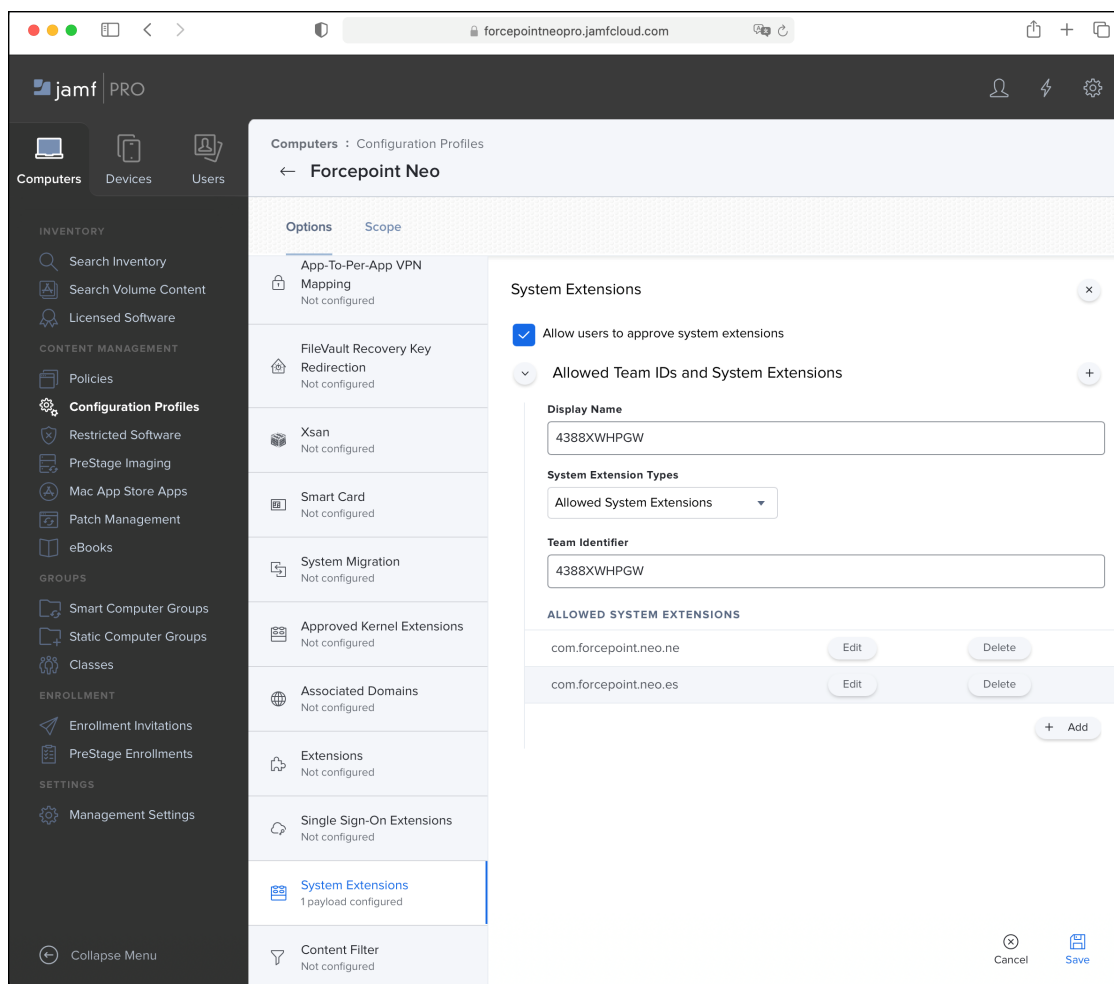 forcepointneopro.jamfcloud.com
jamf PRO
Computers
Devices
Users
INVENTORY
Search Inventory
Search Volume Content
Licensed Software
CONTENT MANAGEMENT
Policies
Configuration Profiles
Restricted Software
PreStage Imaging
Mac App Store Apps
Patch Management
eBooks
GROUPS
Smart Computer Groups
Static Computer Groups
Classes
ENROLLMENT
Enrollment Invitations
PreStage Enrollments
SETTINGS
Management Settings
Collapse Menu
Computers : Configuration Profiles
← Forcepoint Neo
Options
Scope
App-To-Per-App VPN
Mapping
Not configured
FileVault Recovery Key
Redirection
Not configured
Xsan
Not configured
Smart Card
Not configured
System Migration
Not configured
Approved Kernel Extensions
Not configured
Associated Domains
Not configured
Extensions
Not configured
Single Sign-On Extensions
Not configured
System Extensions
1 payload configured
Content Filter
Not configured
System Extensions
Allow users to approve system extensions
Allowed Team IDs and System Extensions
Display Name
4388XWHPGW
System Extension Types
Allowed System Extensions
Team Identifier
4388XWHPGW
ALLOWED SYSTEM EXTENSIONS
com.forcepoint.neo.ne Edit Delete
com.forcepoint.neo.es Edit Delete
+ Add
Cancel
Save